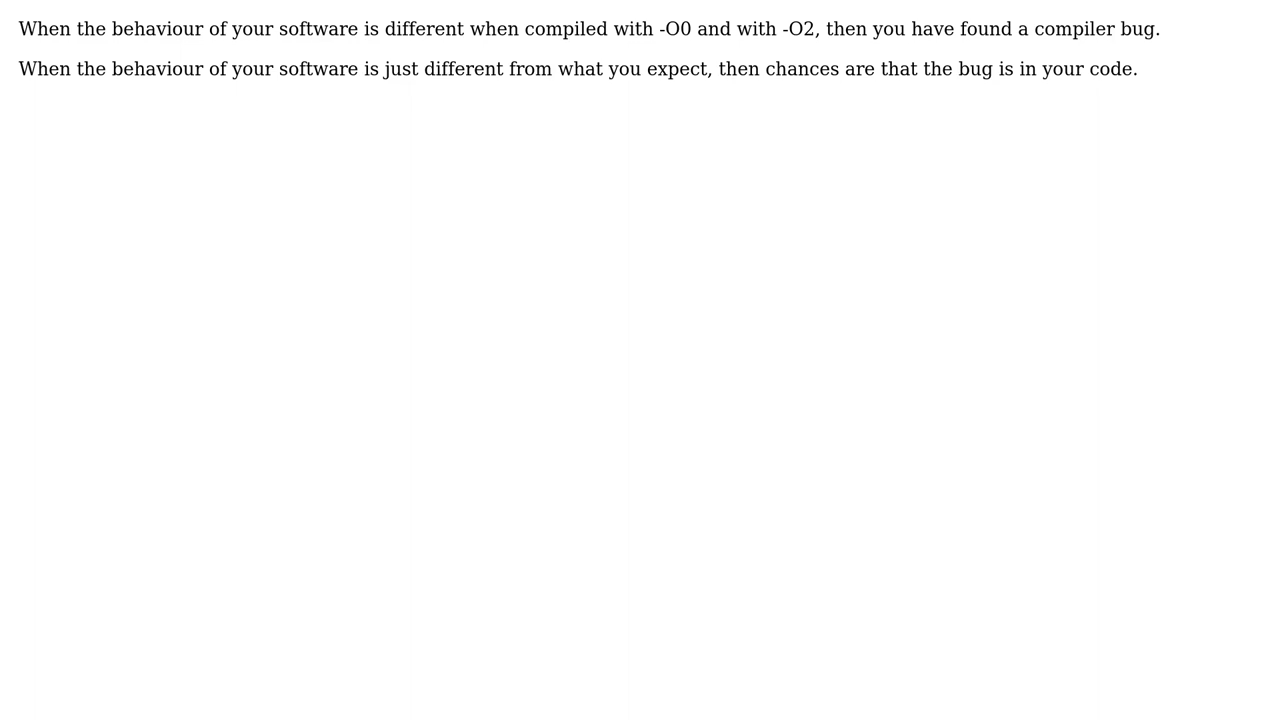 When the behaviour of your software is different when compiled with -O0 and with -O2, then you have found a compiler bug.
When the behaviour of your software is just different from what you expect, then chances are that the bug is in your code.